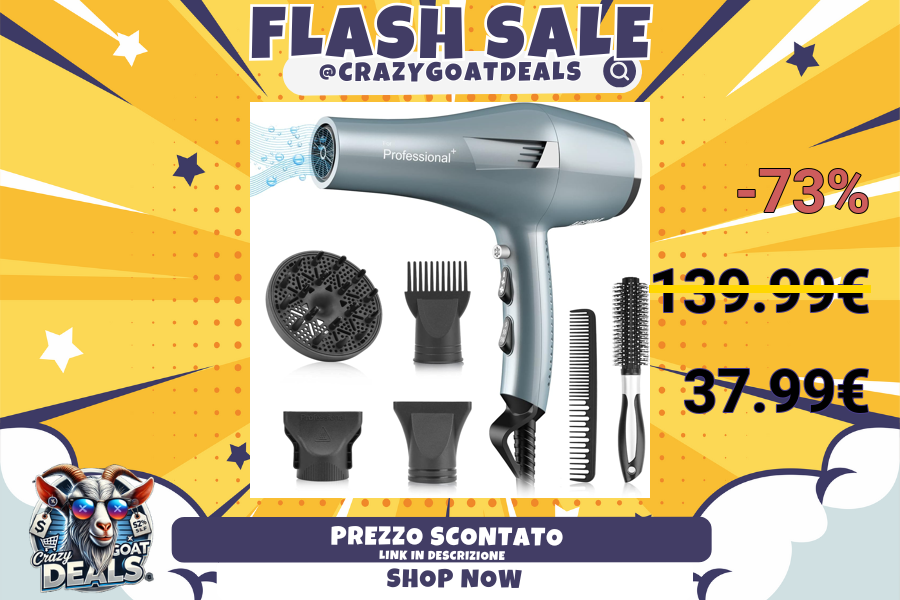 FLASH SALE
@CRAZYGOATDEALS
Professional+
-73%
139.99€
37.99€
PREZZO SCONTATO
LINK IN DESCRIZIONE
SHOP NOW
$
52%
Crazy
GOAT
DEALS